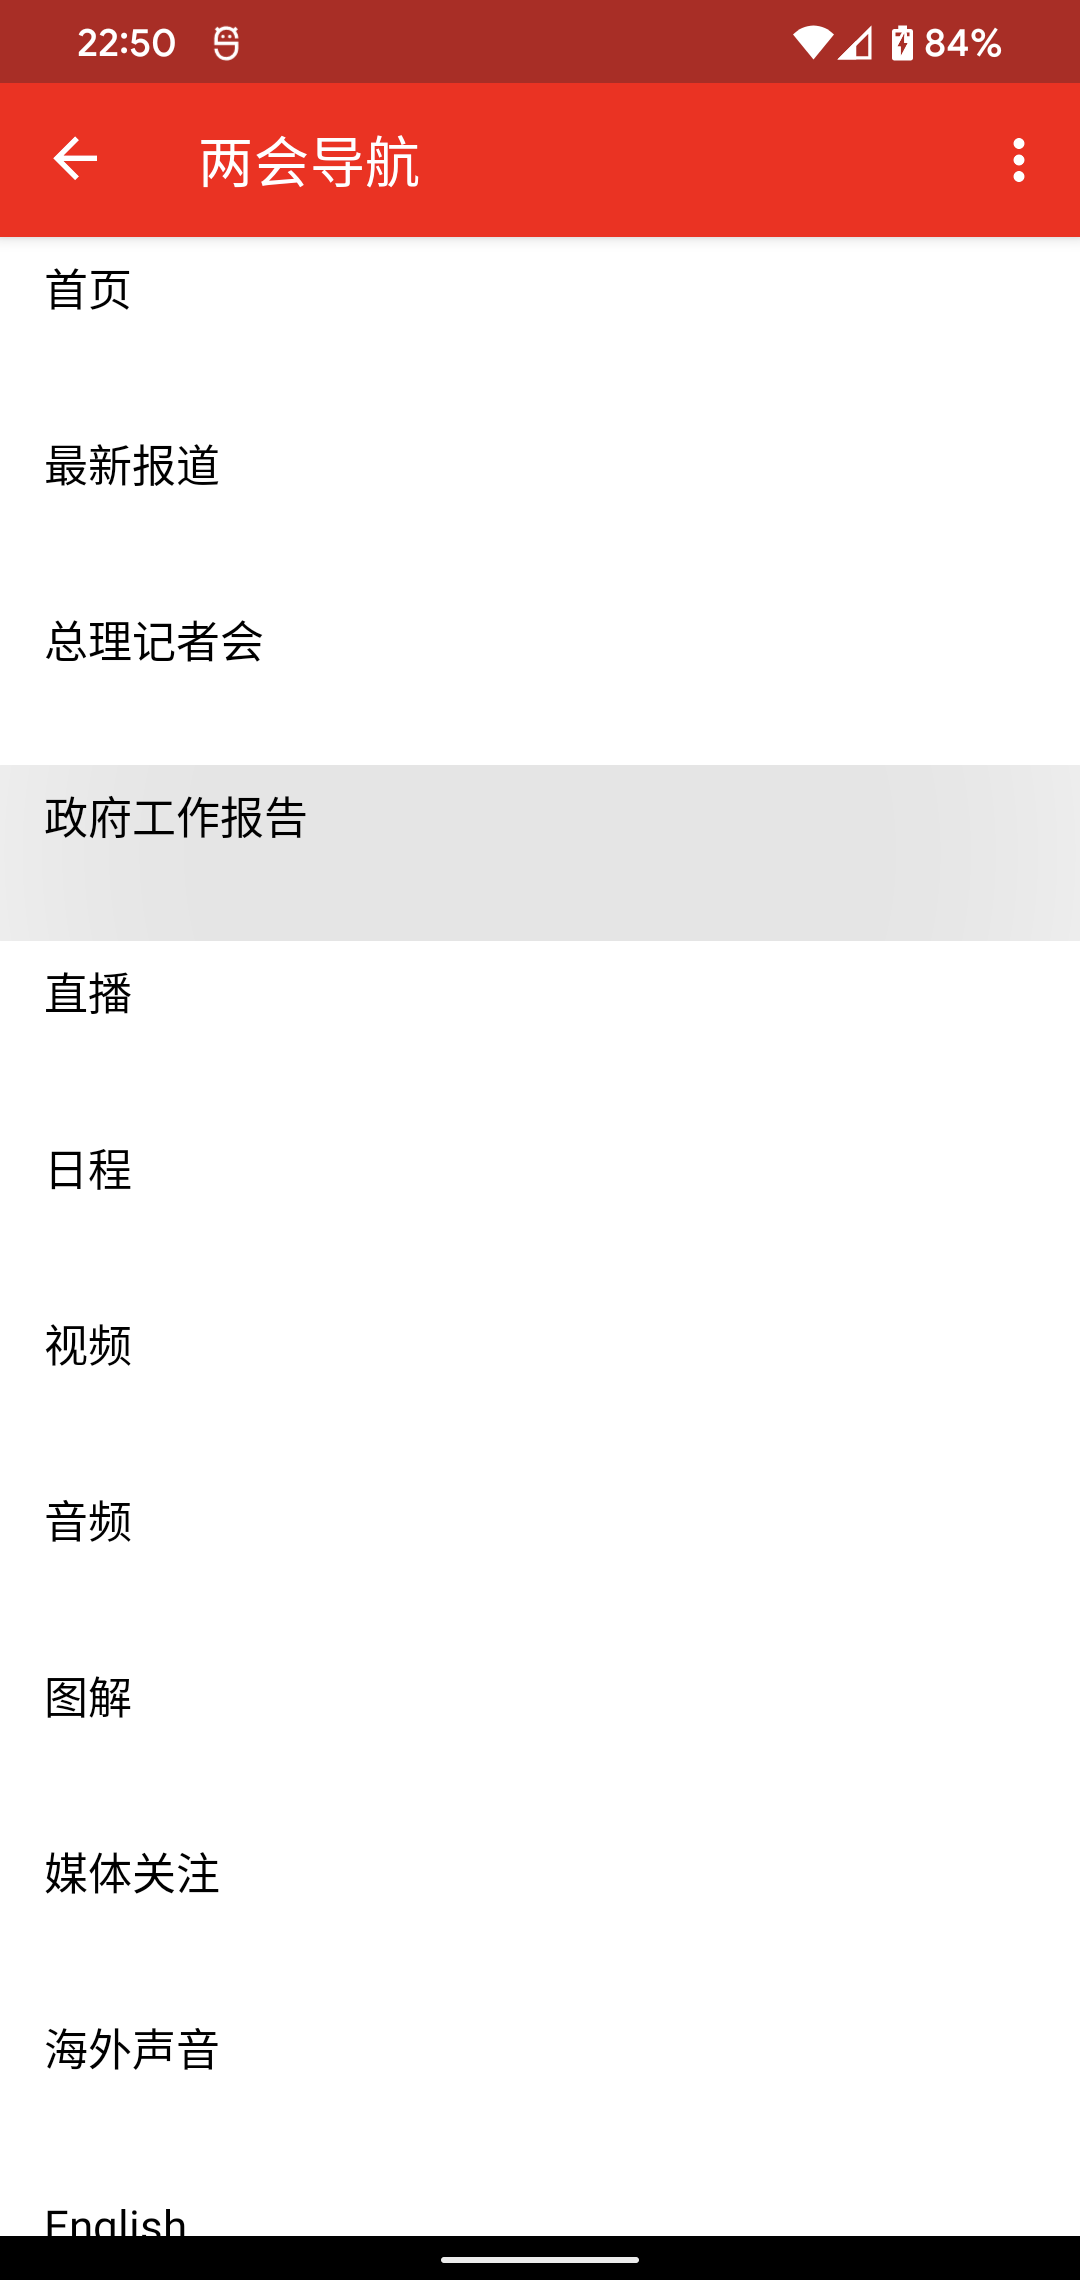 22:50
84%
两会导航
首页
最新报道
总理记者会
政府工作报告
直播
日程
视频
音频
图解
媒体关注
海外声音
English